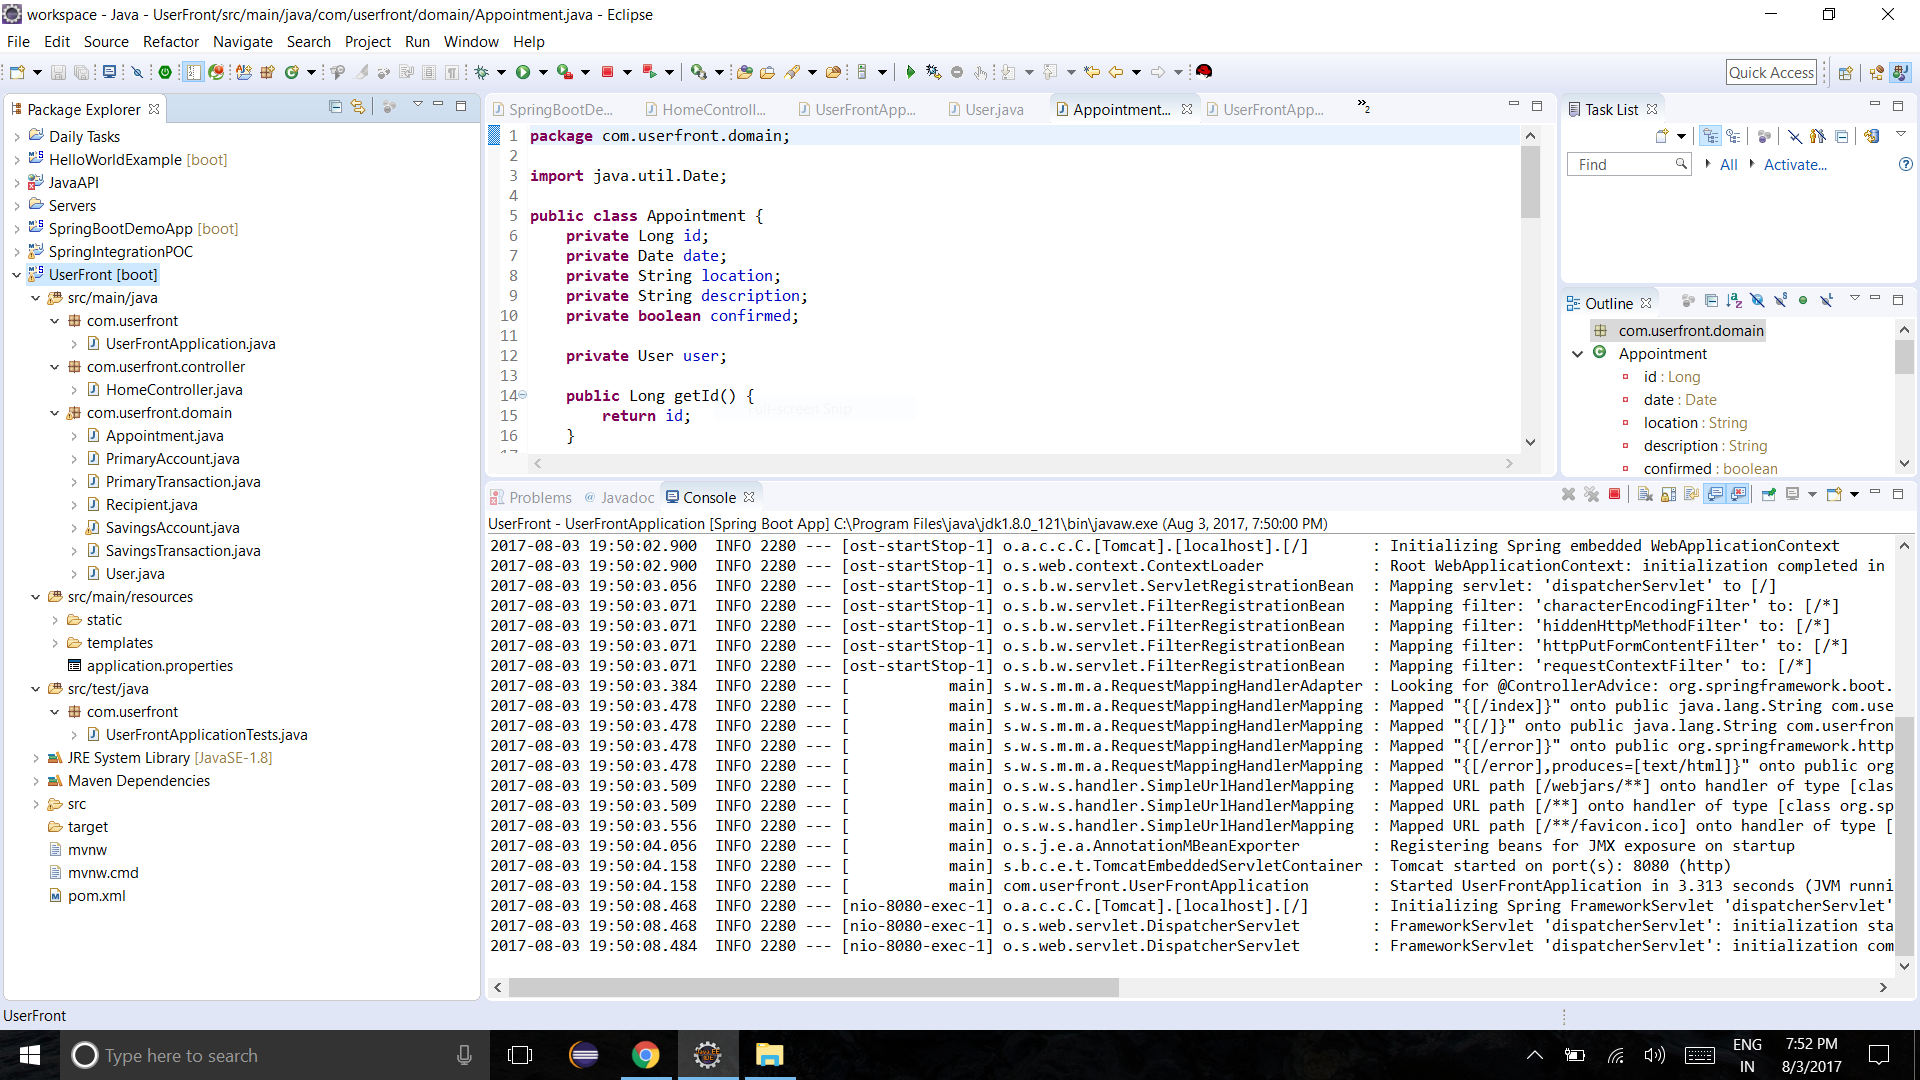 workspace - Java - UserFront/src/main/java/com/userfront/domain/Appointment.java - Eclipse
File Edit Source Refactor Navigate Search Project Run Window Help
Quick Access
Package Explorer
Daily Tasks
HelloWorldExample [boot]
JavaAPI
Servers
SpringBootDemoApp [boot]
SpringIntegrationPOC
UserFront [boot]
src/main/java
com.userfront
UserFrontApplication.java
com.userfront.controller
HomeController.java
com.userfront.domain
Appointment.java
PrimaryAccount.java
PrimaryTransaction.java
Recipient.java
SavingsAccount.java
SavingsTransaction.java
User.java
src/main/resources
static
templates
application.properties
src/test/java
com.userfront
UserFrontApplicationTests.java
JRE System Library [JavaSE-1.8]
Maven Dependencies
src
target
mvnw
mvnw.cmd
pom.xml
SpringBootDe... HomeControll... UserFrontApp... User.java Appointment... UserFrontApp... »2
1 package com.userfront.domain;
2
3 import java.util.Date;
4
5 public class Appointment {
6 private Long id;
7 private Date date;
8 private String location;
9 private String description;
10 private boolean confirmed;
11
12 private User user;
13
14 public Long getId() {
15 return id;
16 }
Full-screen Snip
Task List
Find All Activate...
Outline
com.userfront.domain
Appointment
id : Long
date : Date
location : String
description : String
confirmed : boolean
Problems @ Javadoc Console
UserFront - UserFrontApplication [Spring Boot App] C:\Program Files\java\jdk1.8.0_121\bin\javaw.exe (Aug 3, 2017, 7:50:00 PM)
2017-08-03 19:50:02.900 INFO 2280 --- [ost-startStop-1] o.a.c.c.C.[Tomcat].[localhost].[/] : Initializing Spring embedded WebApplicationContext
2017-08-03 19:50:02.900 INFO 2280 --- [ost-startStop-1] o.s.web.context.ContextLoader : Root WebApplicationContext: initialization completed in
2017-08-03 19:50:03.056 INFO 2280 --- [ost-startStop-1] o.s.b.w.servlet.ServletRegistrationBean : Mapping servlet: 'dispatcherServlet' to [/]
2017-08-03 19:50:03.071 INFO 2280 --- [ost-startStop-1] o.s.b.w.servlet.FilterRegistrationBean : Mapping filter: 'characterEncodingFilter' to: [/*]
2017-08-03 19:50:03.071 INFO 2280 --- [ost-startStop-1] o.s.b.w.servlet.FilterRegistrationBean : Mapping filter: 'hiddenHttpMethodFilter' to: [/*]
2017-08-03 19:50:03.071 INFO 2280 --- [ost-startStop-1] o.s.b.w.servlet.FilterRegistrationBean : Mapping filter: 'httpPutFormContentFilter' to: [/*]
2017-08-03 19:50:03.071 INFO 2280 --- [ost-startStop-1] o.s.b.w.servlet.FilterRegistrationBean : Mapping filter: 'requestContextFilter' to: [/*]
2017-08-03 19:50:03.384 INFO 2280 --- [ main] s.w.s.m.m.a.RequestMappingHandlerAdapter : Looking for @ControllerAdvice: org.springframework.boot.
2017-08-03 19:50:03.478 INFO 2280 --- [ main] s.w.s.m.m.a.RequestMappingHandlerMapping : Mapped "{[/index]}" onto public java.lang.String com.use
2017-08-03 19:50:03.478 INFO 2280 --- [ main] s.w.s.m.m.a.RequestMappingHandlerMapping : Mapped "{[/]}" onto public java.lang.String com.userfron
2017-08-03 19:50:03.478 INFO 2280 --- [ main] s.w.s.m.m.a.RequestMappingHandlerMapping : Mapped "{[/error]}" onto public org.springframework.http
2017-08-03 19:50:03.478 INFO 2280 --- [ main] s.w.s.m.m.a.RequestMappingHandlerMapping : Mapped "{[/error],produces=[text/html]}" onto public org
2017-08-03 19:50:03.509 INFO 2280 --- [ main] o.s.w.s.handler.SimpleUrlHandlerMapping : Mapped URL path [/webjars/**] onto handler of type [clas
2017-08-03 19:50:03.509 INFO 2280 --- [ main] o.s.w.s.handler.SimpleUrlHandlerMapping : Mapped URL path [/**] onto handler of type [class org.sp
2017-08-03 19:50:03.556 INFO 2280 --- [ main] o.s.w.s.handler.SimpleUrlHandlerMapping : Mapped URL path [/**/favicon.ico] onto handler of type [
2017-08-03 19:50:04.056 INFO 2280 --- [ main] o.s.j.e.a.AnnotationMBeanExporter : Registering beans for JMX exposure on startup
2017-08-03 19:50:04.158 INFO 2280 --- [ main] s.b.c.e.t.TomcatEmbeddedServletContainer : Tomcat started on port(s): 8080 (http)
2017-08-03 19:50:04.158 INFO 2280 --- [ main] com.userfront.UserFrontApplication : Started UserFrontApplication in 3.313 seconds (JVM runni
2017-08-03 19:50:08.468 INFO 2280 --- [nio-8080-exec-1] o.a.c.c.C.[Tomcat].[localhost].[/] : Initializing Spring FrameworkServlet 'dispatcherServlet'
2017-08-03 19:50:08.468 INFO 2280 --- [nio-8080-exec-1] o.s.web.servlet.DispatcherServlet : FrameworkServlet 'dispatcherServlet': initialization sta
2017-08-03 19:50:08.484 INFO 2280 --- [nio-8080-exec-1] o.s.web.servlet.DispatcherServlet : FrameworkServlet 'dispatcherServlet': initialization com
UserFront
Type here to search
ENG
IN
7:52 PM
8/3/2017